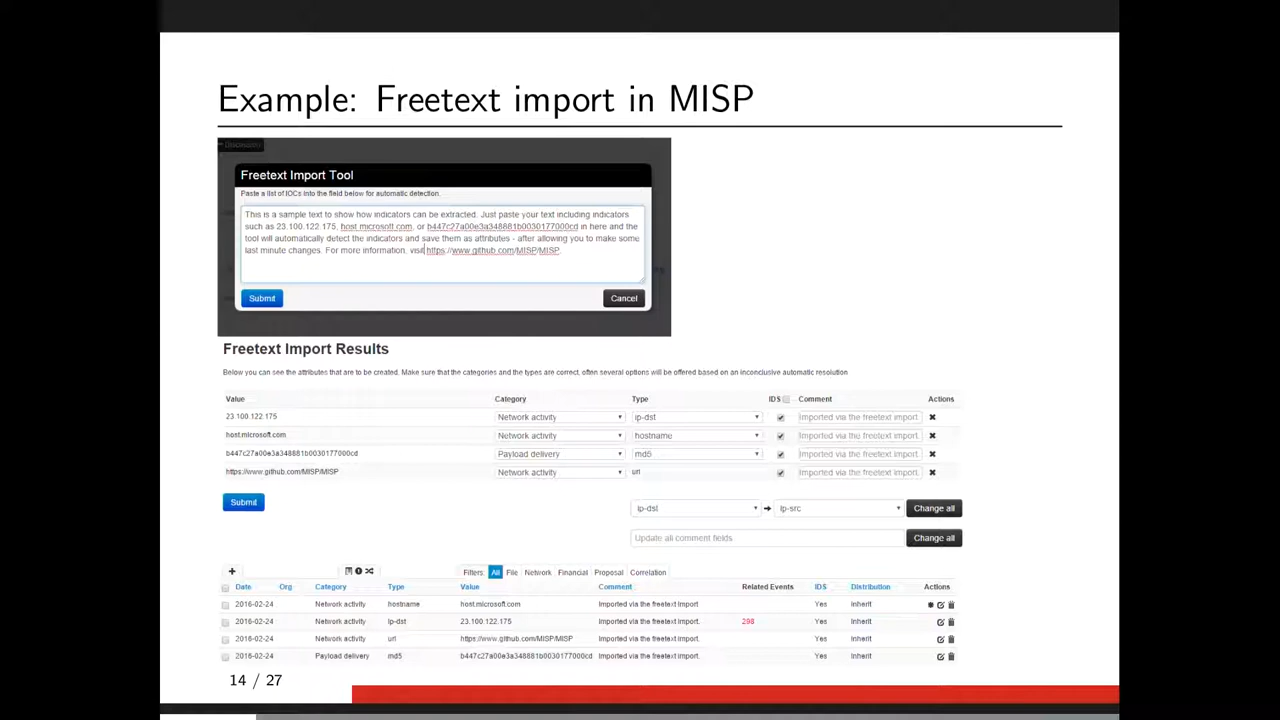 Example: Freetext import in MISP
Freetext Import Tool
Paste a list of IOCs into the field below for automatic detection.
This is a sample text to show how indicators can be extracted. Just paste your text including indicators
such as 23.100.122.175, host.microsoft.com, or b447c27a00e3a348881b0030177000cd in here and the
tool will automatically detect the indicators and save them as attributes - after allowing you to make some
last minute changes. For more information, visit https://www.github.com/MISP/MISP.
Submit Cancel
Freetext Import Results
Below you can see the attributes that are to be created. Make sure that the categories and the types are correct, often several options will be offered based on an inconclusive automatic resolution
Value Category Type IDS Comment Actions
23.100.122.175 Network activity ip-dst Imported via the freetext import.
host.microsoft.com Network activity hostname Imported via the freetext import.
b447c27a00e3a348881b0030177000cd Payload delivery md5 Imported via the freetext import.
https://www.github.com/MISP/MISP Network activity url Imported via the freetext import.
Submit ip-dst ip-src Change all
Update all comment fields Change all
Filters: All File Network Financial Proposal Correlation
Date Org Category Type Value Comment Related Events IDS Distribution Actions
2016-02-24 Network activity hostname host.microsoft.com Imported via the freetext import. Yes Inherit
2016-02-24 Network activity ip-dst 23.100.122.175 Imported via the freetext import. 298 Yes Inherit
2016-02-24 Network activity url https://www.github.com/MISP/MISP Imported via the freetext import. Yes Inherit
2016-02-24 Payload delivery md5 b447c27a00e3a348881b0030177000cd Imported via the freetext import. Yes Inherit
14 / 27